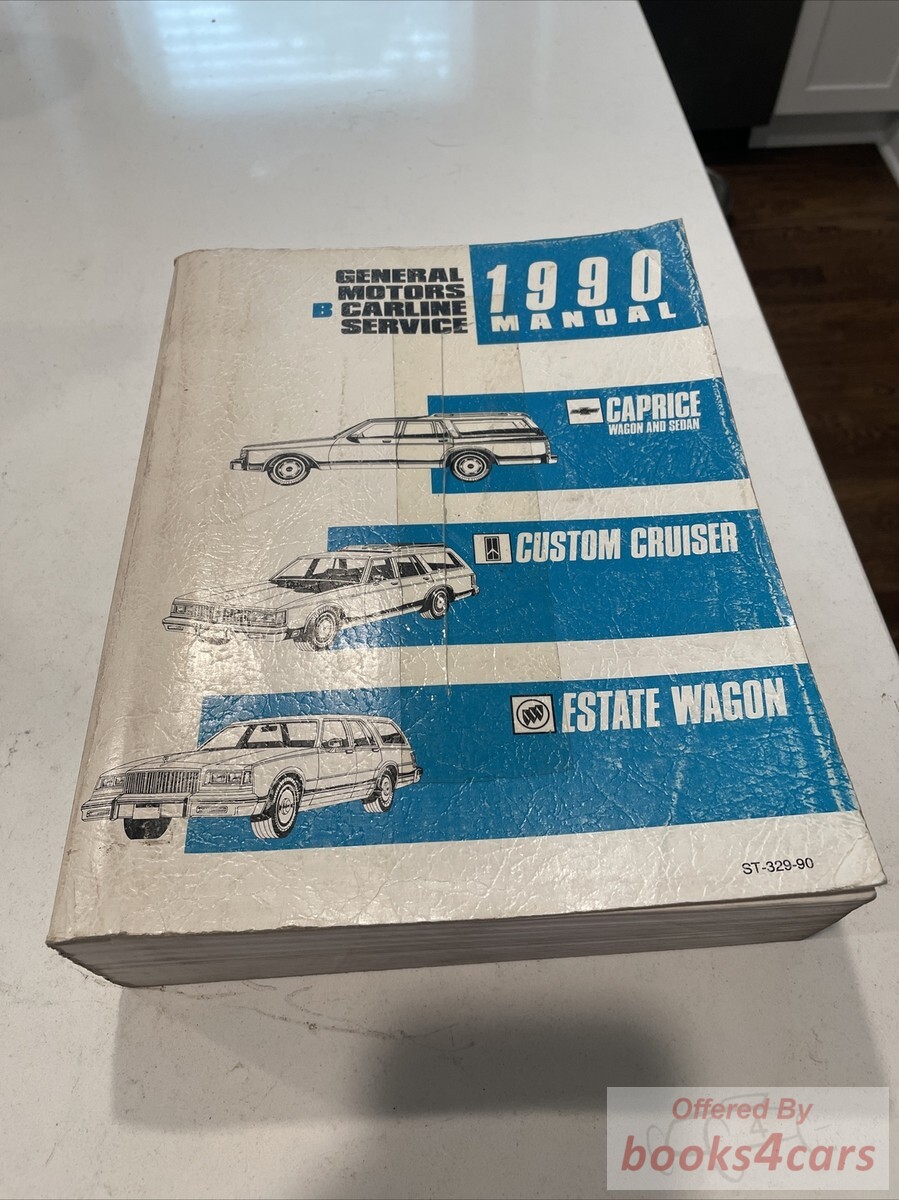 GENERAL
MOTORS
B CARLINE
SERVICE
1990
MANUAL
CAPRICE
WAGON AND SEDAN
CUSTOM CRUISER
ESTATE WAGON
ST-329-90
Offered By
books4cars